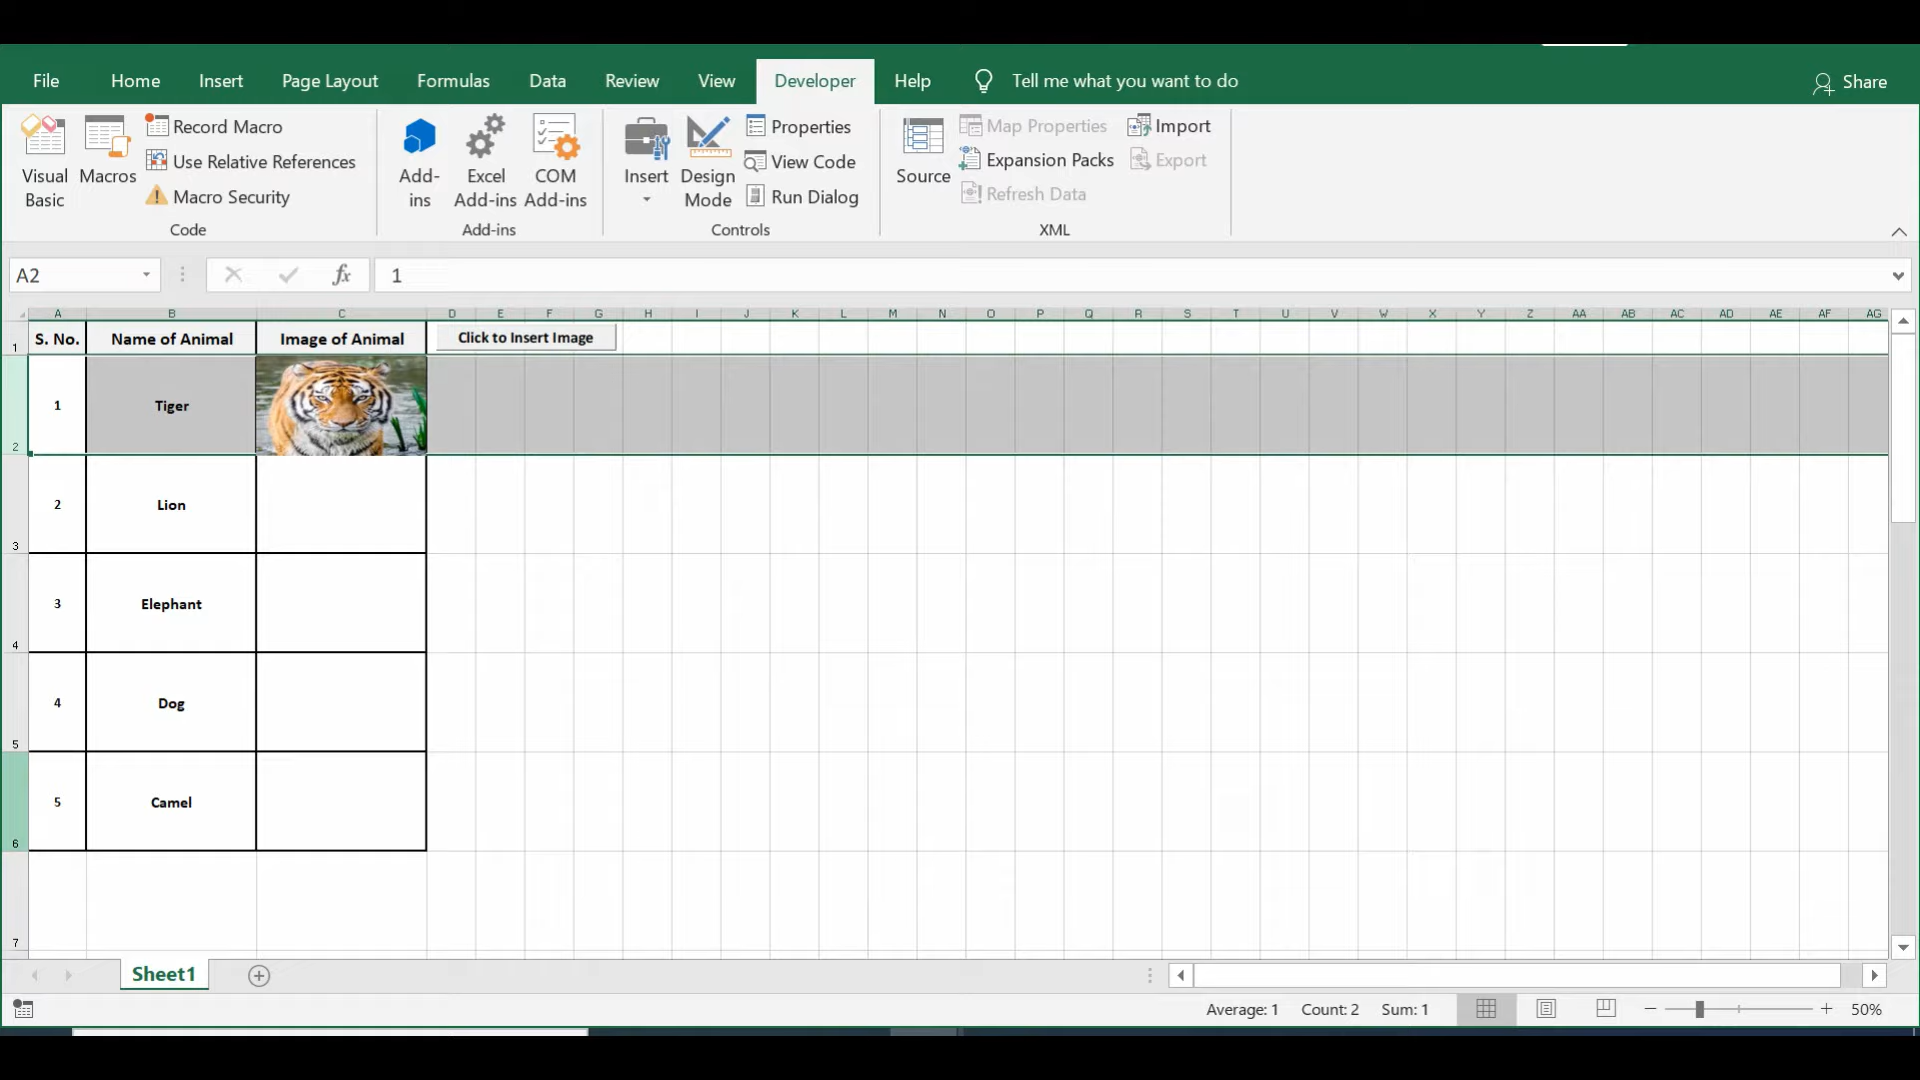 File Home Insert Page Layout Formulas Data Review View Developer Help Tell me what you want to do Share
Visual Basic
Macros
Record Macro
Use Relative References
Macro Security
Code
Add-ins
Excel Add-ins
COM Add-ins
Add-ins
Insert
Design Mode
Properties
View Code
Run Dialog
Controls
Source
Map Properties
Expansion Packs
Refresh Data
Import
Export
XML
A2 fx 1
A B C D E F G H I J K L M N O P Q R S T U V W X Y Z AA AB AC AD AE AF AG
1 S. No. Name of Animal Image of Animal Click to Insert Image
2 1 Tiger
3 2 Lion
4 3 Elephant
5 4 Dog
6 5 Camel
7
Sheet1
Average: 1 Count: 2 Sum: 1 50%